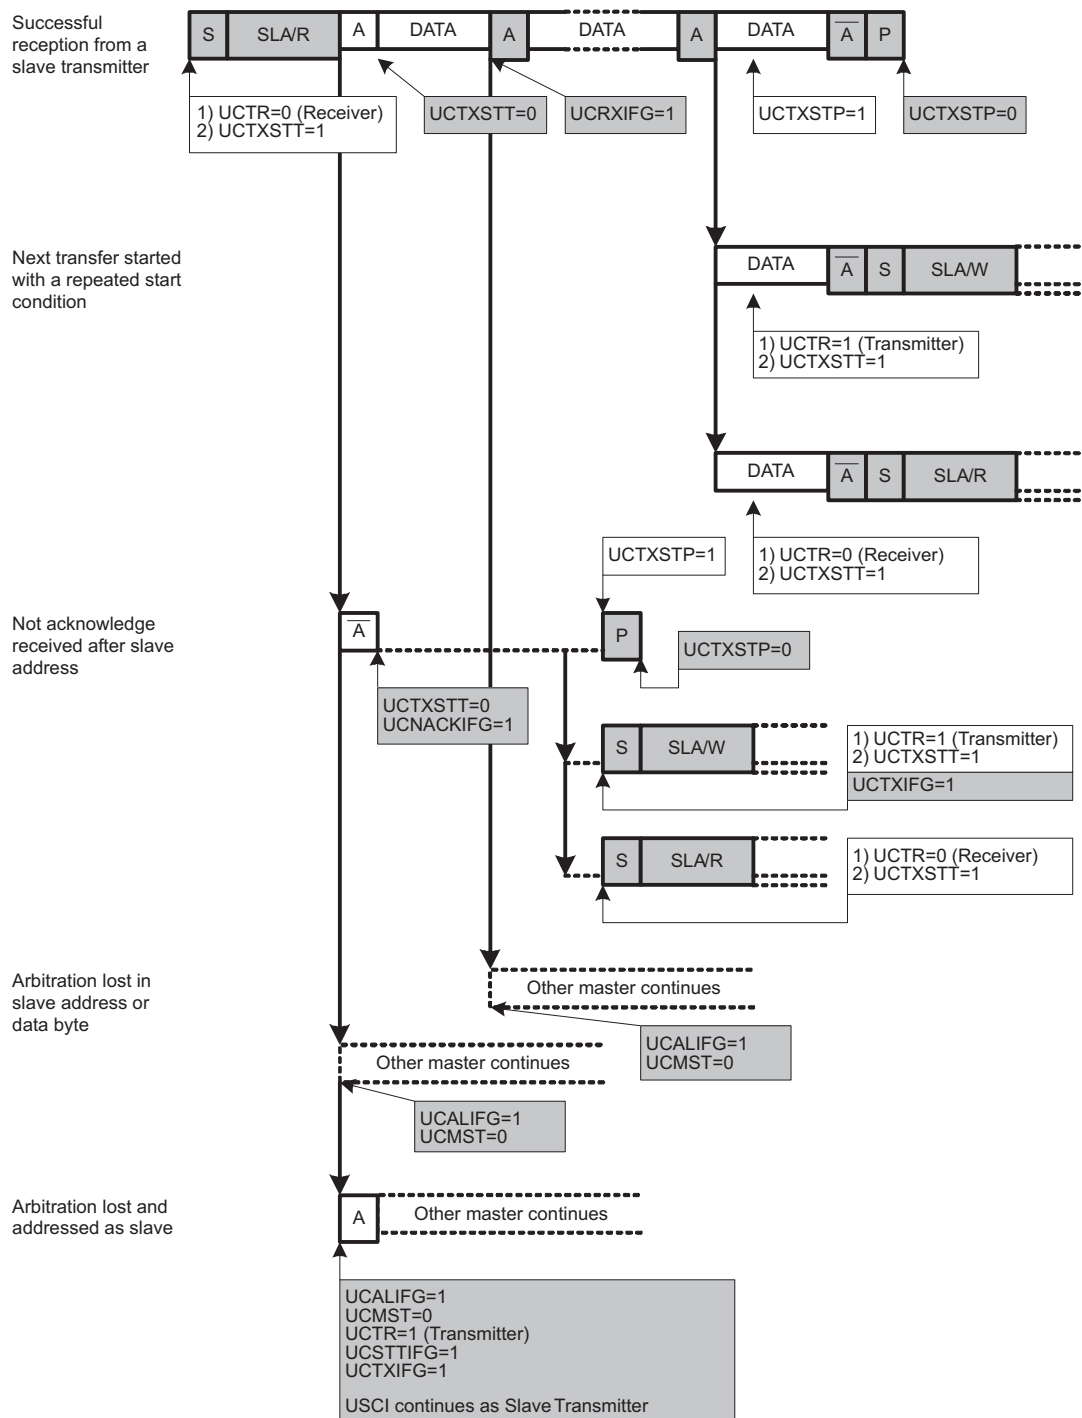 Successful
reception from a
slave transmitter
S SLA/R A DATA A DATA A DATA A P
1) UCTR=0 (Receiver)
2) UCTXSTT=1
UCTXSTT=0
UCRXIFG=1
UCTXSTP=1
UCTXSTP=0
Next transfer started
with a repeated start
condition
DATA A S SLA/W
1) UCTR=1 (Transmitter)
2) UCTXSTT=1
DATA A S SLA/R
1) UCTR=0 (Receiver)
2) UCTXSTT=1
UCTXSTP=1
Not acknowledge
received after slave
address
A
P
UCTXSTP=0
UCTXSTT=0
UCNACKIFG=1
S SLA/W
1) UCTR=1 (Transmitter)
2) UCTXSTT=1
UCTXIFG=1
S SLA/R
1) UCTR=0 (Receiver)
2) UCTXSTT=1
Arbitration lost in
slave address or
data byte
Other master continues
UCALIFG=1
UCMST=0
Other master continues
UCALIFG=1
UCMST=0
Arbitration lost and
addressed as slave
A Other master continues
UCALIFG=1
UCMST=0
UCTR=1 (Transmitter)
UCSTTIFG=1
UCTXIFG=1
USCI continues as Slave Transmitter